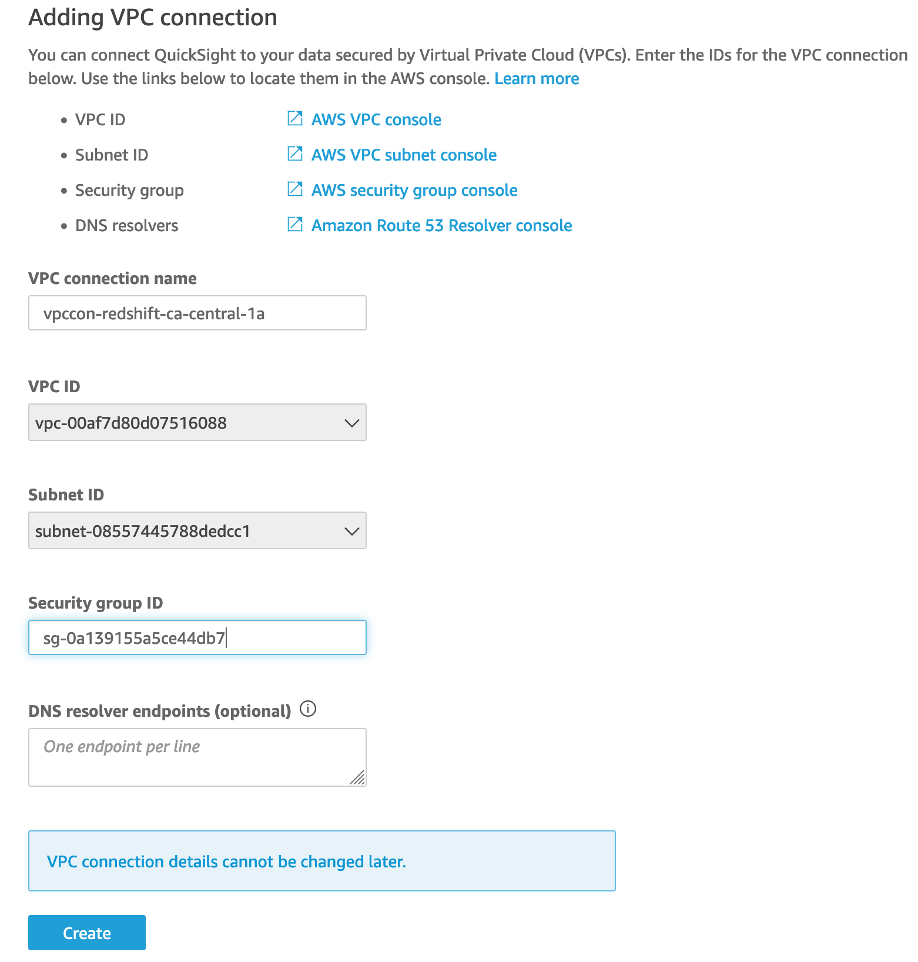 Adding VPC connection
You can connect QuickSight to your data secured by Virtual Private Cloud (VPCs). Enter the IDs for the VPC connection
below. Use the links below to locate them in the AWS console. Learn more
• VPC ID AWS VPC console
• Subnet ID AWS VPC subnet console
• Security group AWS security group console
• DNS resolvers Amazon Route 53 Resolver console
VPC connection name
vpccon-redshift-ca-central-1a
VPC ID
vpc-00af7d80d07516088
Subnet ID
subnet-08557445788dedcc1
Security group ID
sg-0a139155a5ce44db7
DNS resolver endpoints (optional)
One endpoint per line
VPC connection details cannot be changed later.
Create